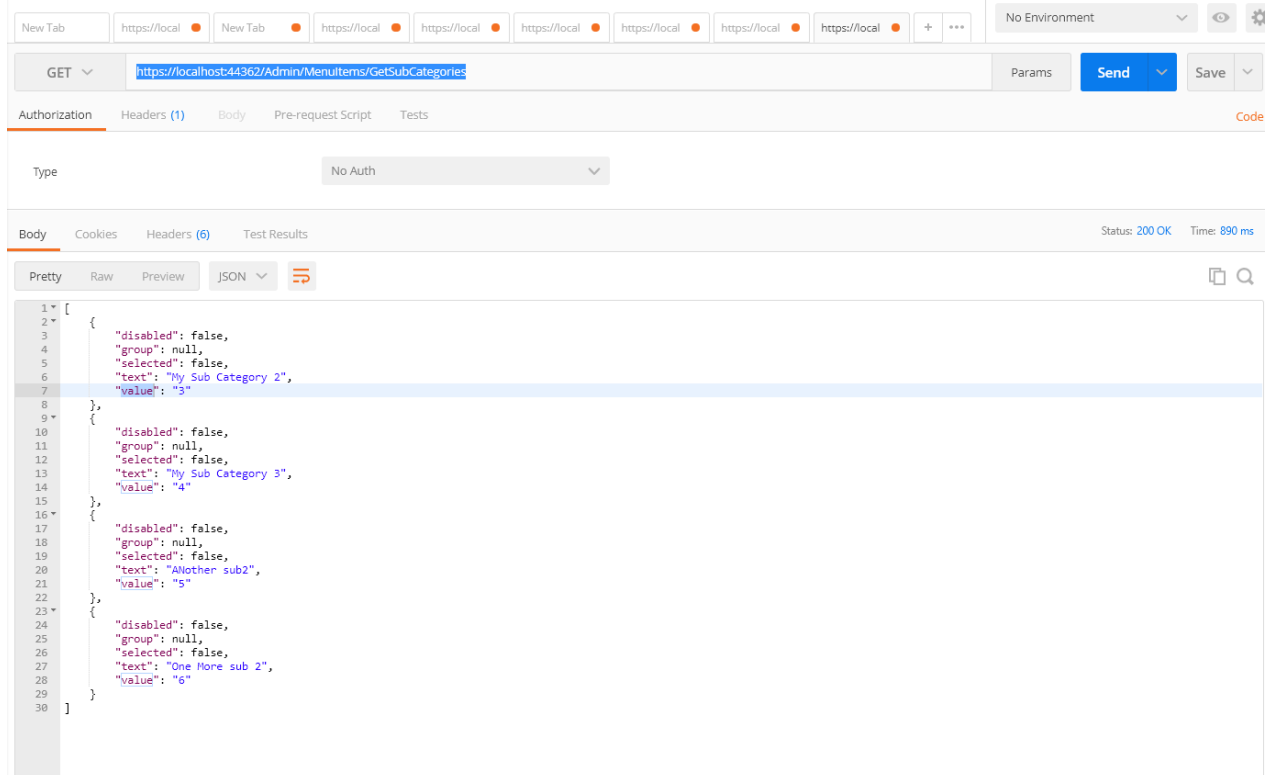 New Tab https://local New Tab https://local https://local https://local https://local https://local https://local + ••• No Environment
GET https://localhost:44362/Admin/MenuItems/GetSubCategories Params Send Save
Authorization Headers (1) Body Pre-request Script Tests Code
Type No Auth
Body Cookies Headers (6) Test Results Status: 200 OK Time: 890 ms
Pretty Raw Preview JSON
1 [
2 {
3 "disabled": false,
4 "group": null,
5 "selected": false,
6 "text": "My Sub Category 2",
7 "value": "3"
8 },
9 {
10 "disabled": false,
11 "group": null,
12 "selected": false,
13 "text": "My Sub Category 3",
14 "value": "4"
15 },
16 {
17 "disabled": false,
18 "group": null,
19 "selected": false,
20 "text": "ANother sub2",
21 "value": "5"
22 },
23 {
24 "disabled": false,
25 "group": null,
26 "selected": false,
27 "text": "One More sub 2",
28 "value": "6"
29 }
30 ]